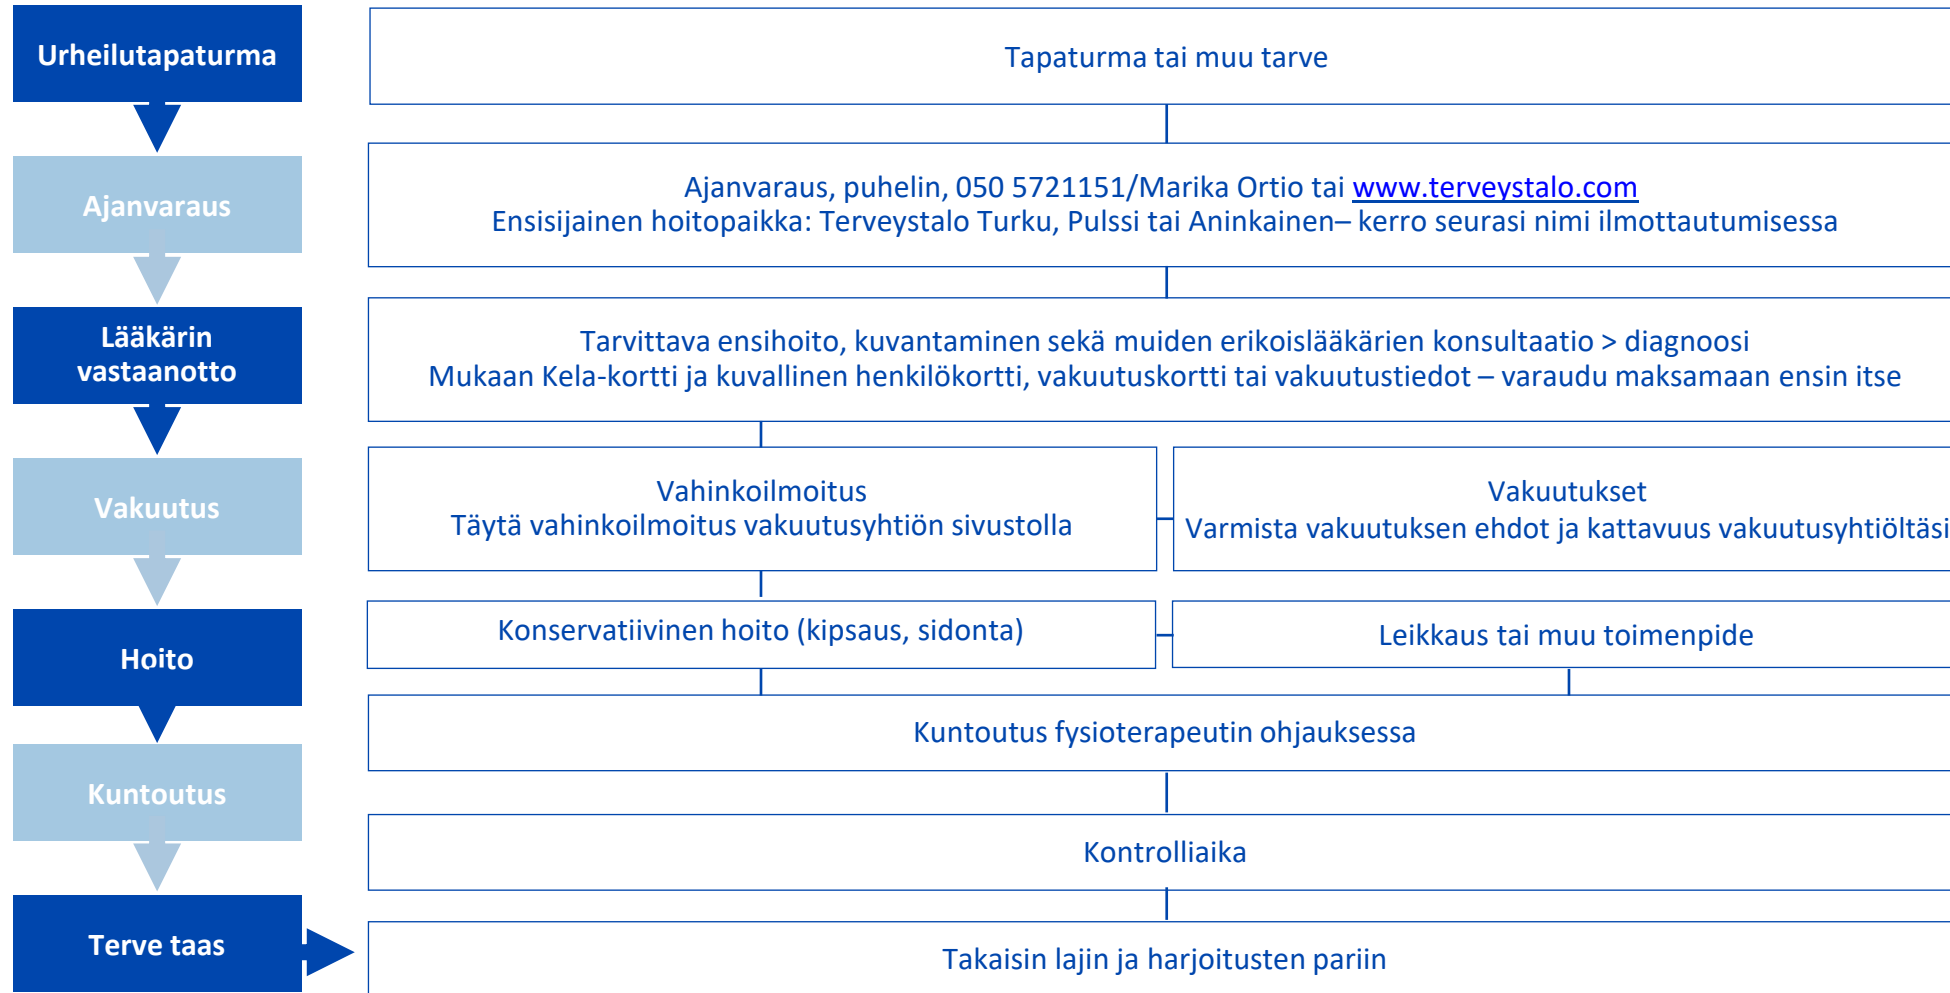 Urheilutapaturma
Tapaturma tai muu tarve
Ajanvaraus
Ajanvaraus, puhelin, 050 5721151/Marika Ortio tai www.terveystalo.com
Ensisijainen hoitopaikka: Terveystalo Turku, Pulssi tai Aninkainen– kerro seurasi nimi ilmottautumisessa
Lääkärin
vastaanotto
Tarvittava ensihoito, kuvantaminen sekä muiden erikoislääkärien konsultaatio > diagnoosi
Mukaan Kela-kortti ja kuvallinen henkilökortti, vakuutuskortti tai vakuutustiedot – varaudu maksamaan ensin itse
Vakuutus
Vahinkoilmoitus
Täytä vahinkoilmoitus vakuutusyhtiön sivustolla
Vakuutukset
Varmista vakuutuksen ehdot ja kattavuus vakuutusyhtiöltäsi
Hoito
Konservatiivinen hoito (kipsaus, sidonta)
Leikkaus tai muu toimenpide
Kuntoutus fysioterapeutin ohjauksessa
Kuntoutus
Kontrolliaika
Terve taas
Takaisin lajin ja harjoitusten pariin